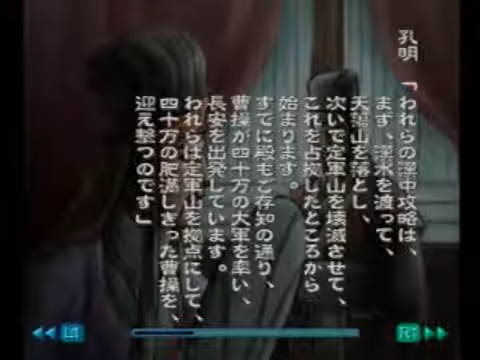 孔明「われらの漢中攻略は、
まず、漢水を渡って、
天蕩山を落とし、
次いで定軍山を壊滅させて、
これを占拠したところから
始まります。
すでに殿もご存知の通り、
曹操が四十万の大軍を率い、
長安を出発しています。
われらは定軍山を拠点にして、
四十万の肥満しきった曹操を、
迎え撃つのです」
L1
R1